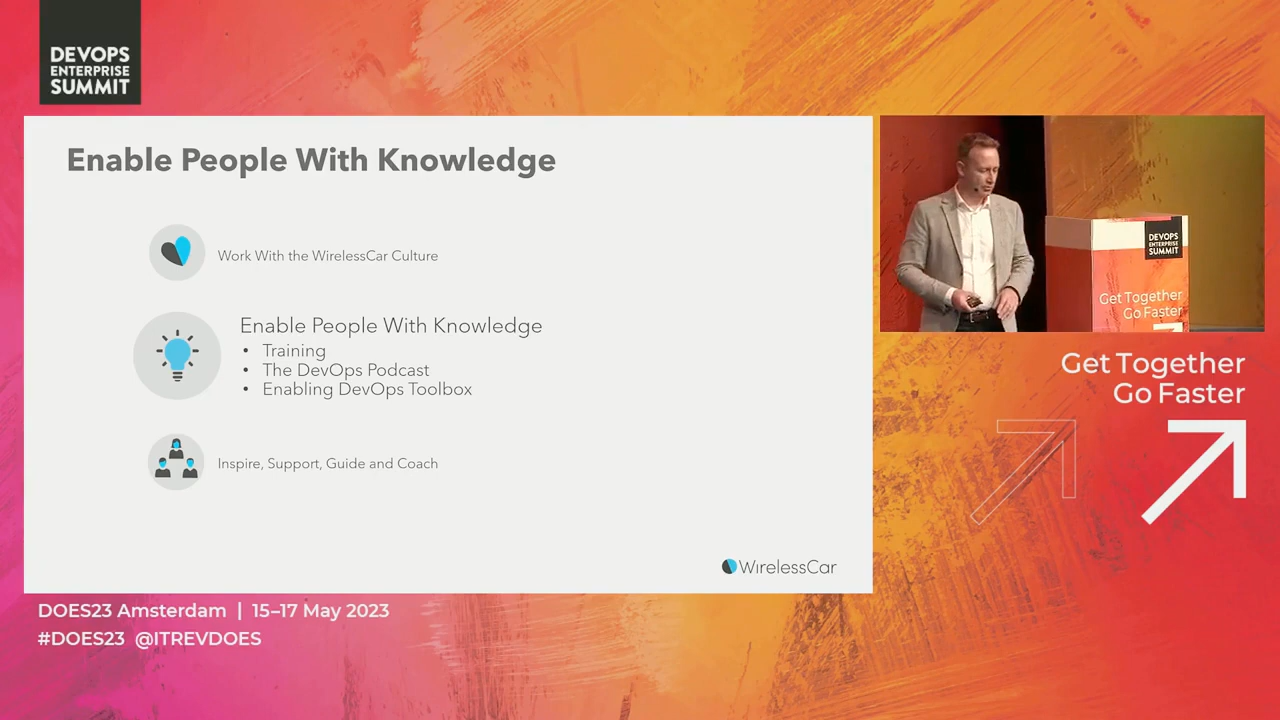 DEVOPS
ENTERPRISE
SUMMIT
Enable People With Knowledge
Work With the WirelessCar Culture
Enable People With Knowledge
• Training
• The DevOps Podcast
• Enabling DevOps Toolbox
Inspire, Support, Guide and Coach
WirelessCar
DEVOPS
ENTERPRISE
SUMMIT
Get Together
Go Faster
Get Together
Go Faster
DOES23 Amsterdam | 15–17 May 2023
#DOES23 @ITREVDOES